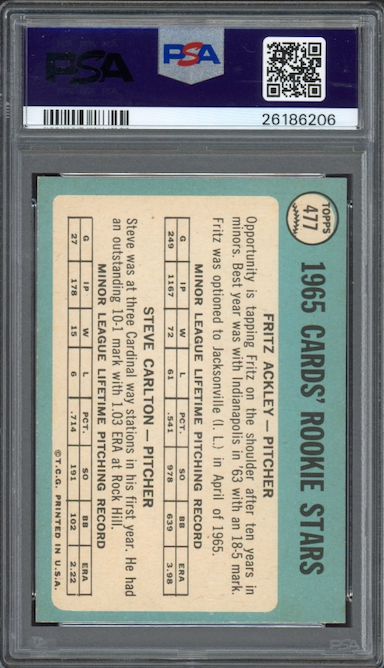 PSA
PSA
26186206
TOPPS
477
1965 CARDS' ROOKIE STARS
FRITZ ACKLEY — PITCHER
Opportunity is tapping Fritz on the shoulder after ten years in
minors. Best year was with Indianapolis in '63 with an 18-5 mark.
Fritz was optioned to Jacksonville (I. L.) in April of 1965.
MINOR LEAGUE LIFETIME PITCHING RECORD
G IP W L PCT. SO BB ERA
249 1167 72 61 .541 978 639 3.98
STEVE CARLTON — PITCHER
Steve was at three Cardinal way stations in his first year. He had
an outstanding 10-1 mark with 1.03 ERA at Rock Hill.
MINOR LEAGUE LIFETIME PITCHING RECORD
G IP W L PCT. SO BB ERA
27 178 15 6 .714 191 102 2.22
©T.C.G. PRINTED IN U.S.A.